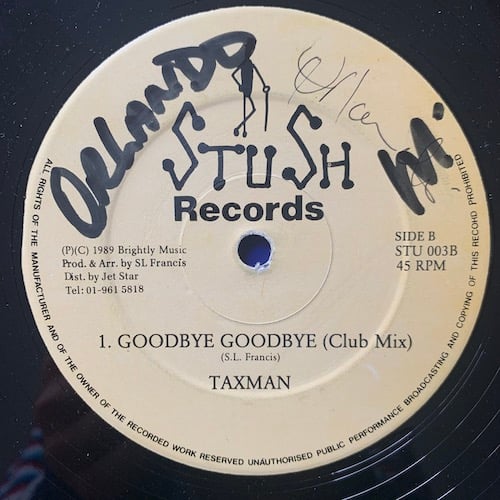 ORLANDO
M.
STUSH
Records
(P)(C) 1989 Brightly Music
Prod. & Arr. by SL Francis
Dist. by Jet Star
Tel: 01-961 5818
SIDE B
STU 003B
45 RPM
1. GOODBYE GOODBYE (Club Mix)
(S.L. Francis)
TAXMAN
ALL RIGHTS OF THE MANUFACTURER AND OF THE OWNER OF THE RECORDED WORK RESERVED UNAUTHORISED PUBLIC PERFORMANCE BROADCASTING AND COPYING OF THIS RECORD PROHIBITED